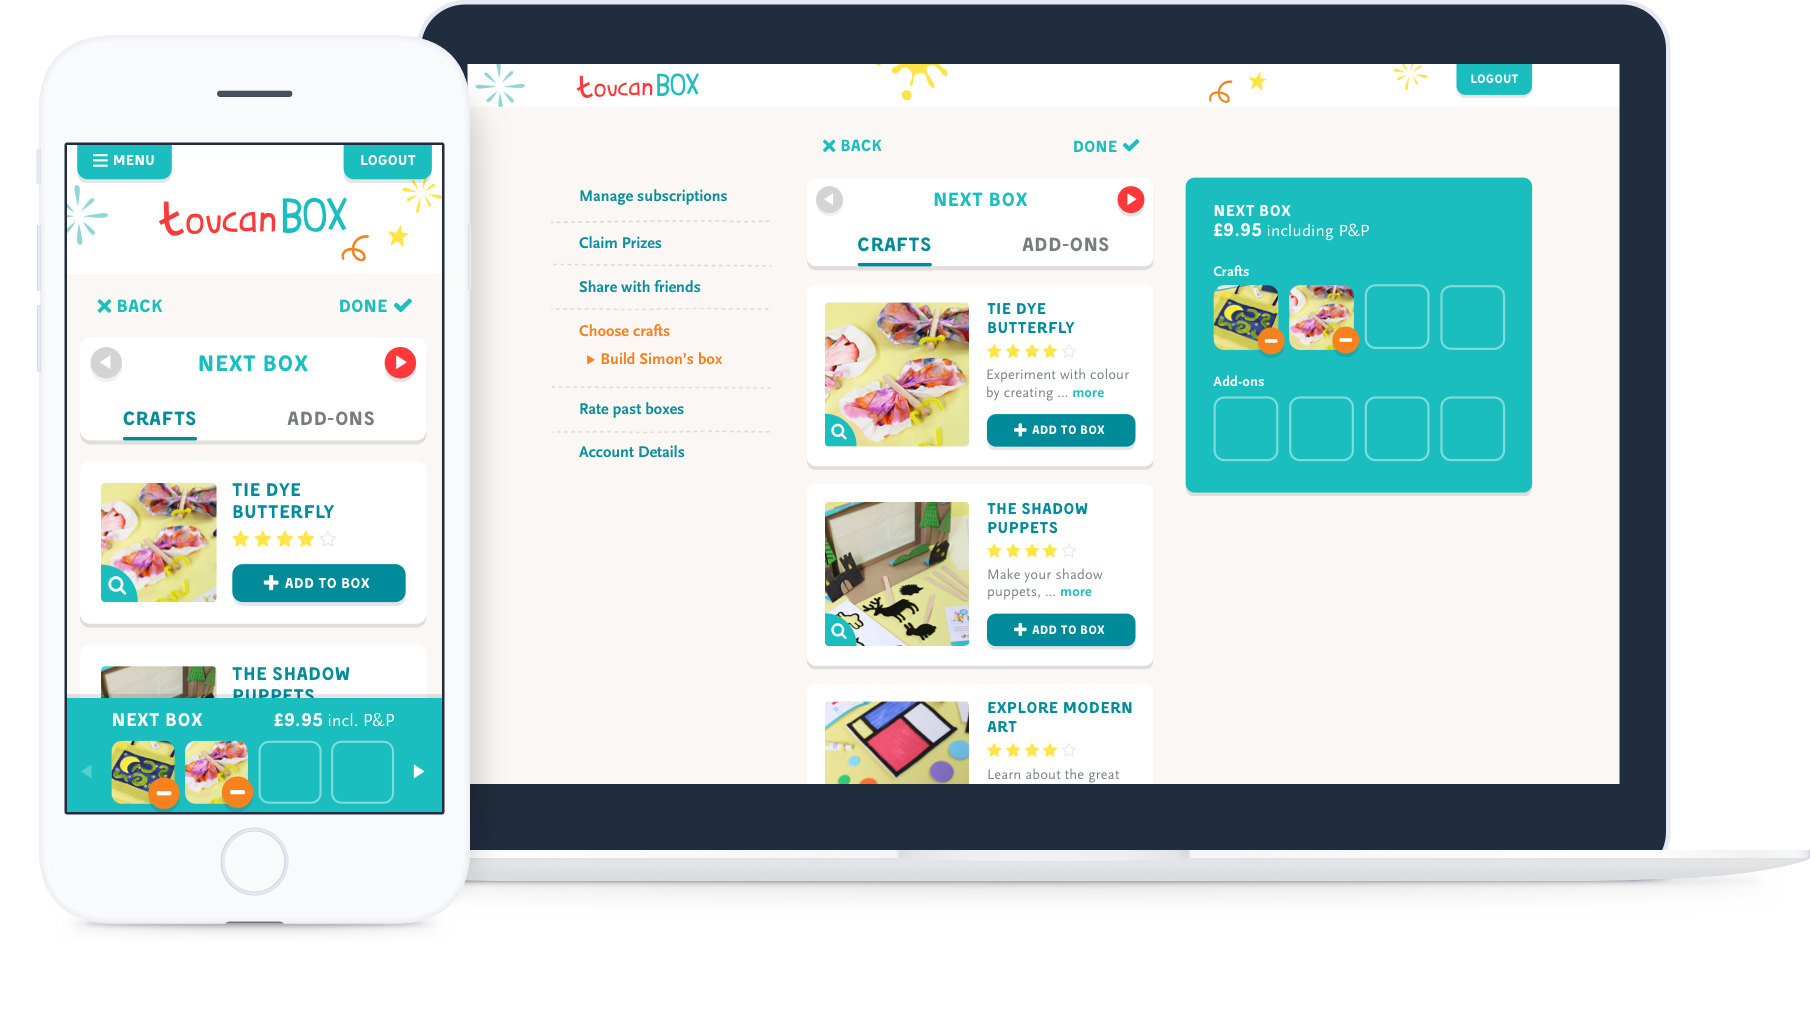 MENU
LOGOUT
toucanBOX
BACK
DONE
NEXT BOX
CRAFTS
ADD-ONS
TIE DYE
BUTTERFLY
ADD TO BOX
THE SHADOW
PUPPETS
NEXT BOX
£9.95 incl. P&P
toucanBOX
LOGOUT
BACK
DONE
Manage subscriptions
Claim Prizes
Share with friends
Choose crafts
Build Simon's box
Rate past boxes
Account Details
NEXT BOX
CRAFTS
ADD-ONS
TIE DYE
BUTTERFLY
Experiment with colour
by creating ... more
ADD TO BOX
THE SHADOW
PUPPETS
Make your shadow
puppets, ... more
ADD TO BOX
EXPLORE MODERN
ART
Learn about the great
NEXT BOX
£9.95 including P&P
Crafts
Add-ons